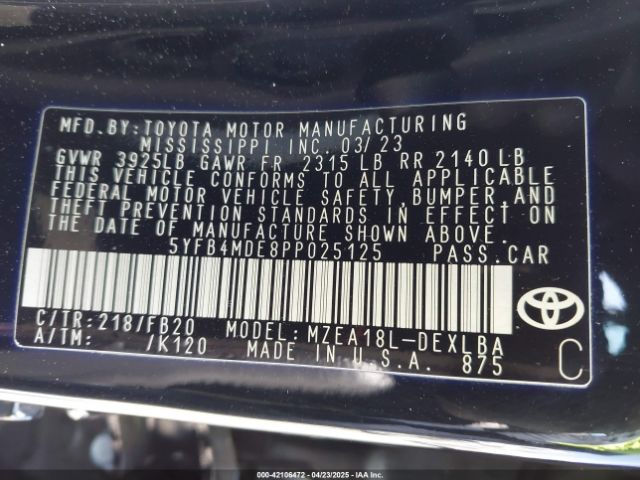 MFD.BY:TOYOTA MOTOR MANUFACTURING
MISSISSIPPI INC. 03/23
GVWR 3925LB GAWR FR 2315 LB RR 2140 LB
THIS VEHICLE CONFORMS TO ALL APPLICABLE
FEDERAL MOTOR VEHICLE SAFETY,BUMPER,AND
THEFT PREVENTION STANDARDS IN EFFECT ON
THE DATE OF MANUFACTURE SHOWN ABOVE.
5YFB4MDE8PP025125 PASS.CAR
C/TR:218/FB20 MODEL:MZEA18L-DEXLBA
A/TM: /K120 MADE IN U.S.A. 875
C
000-42106472 - 04/23/2025 - IAAI.COM